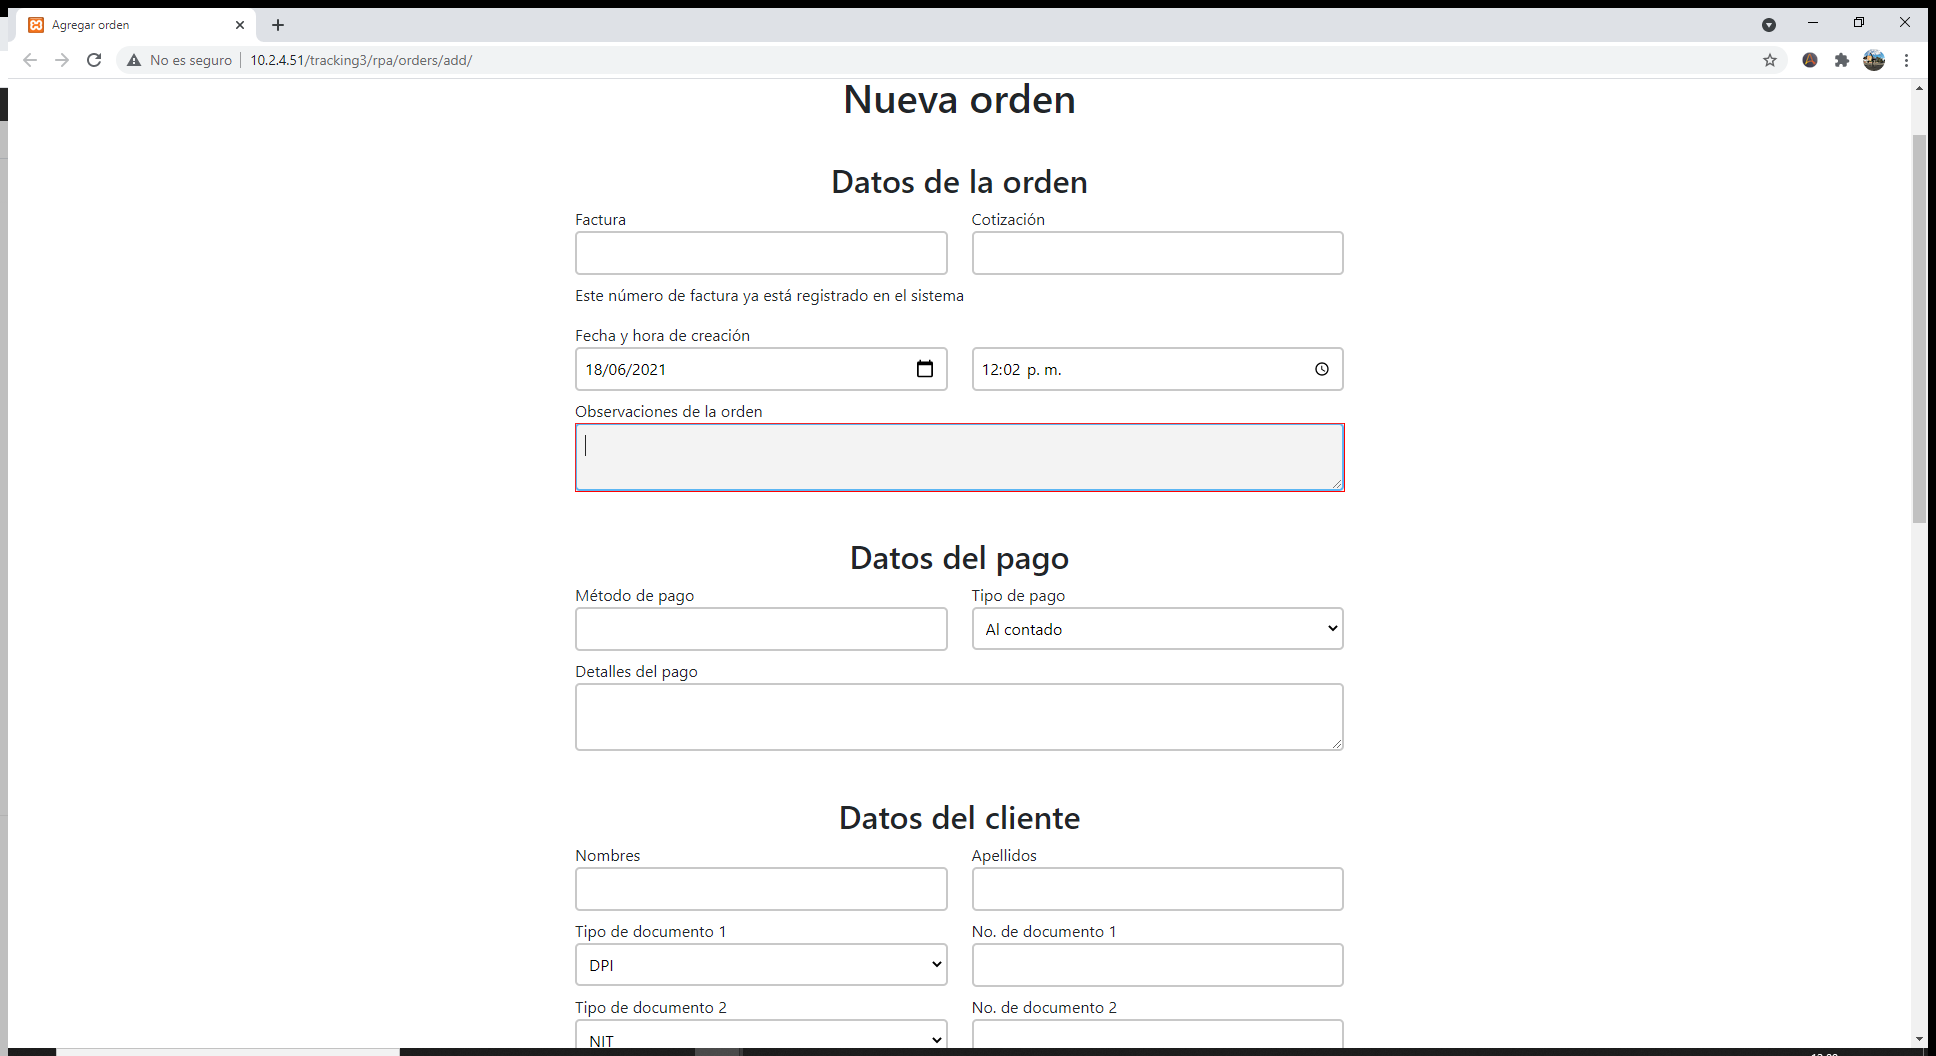 Agregar orden
No es seguro 10.2.4.51/tracking3/rpa/orders/add/
Nueva orden
Datos de la orden
Factura Cotización
Este número de factura ya está registrado en el sistema
Fecha y hora de creación
18/06/2021 12:02 p. m.
Observaciones de la orden
Datos del pago
Método de pago Tipo de pago
Al contado
Detalles del pago
Datos del cliente
Nombres Apellidos
Tipo de documento 1 No. de documento 1
DPI
Tipo de documento 2 No. de documento 2
NIT